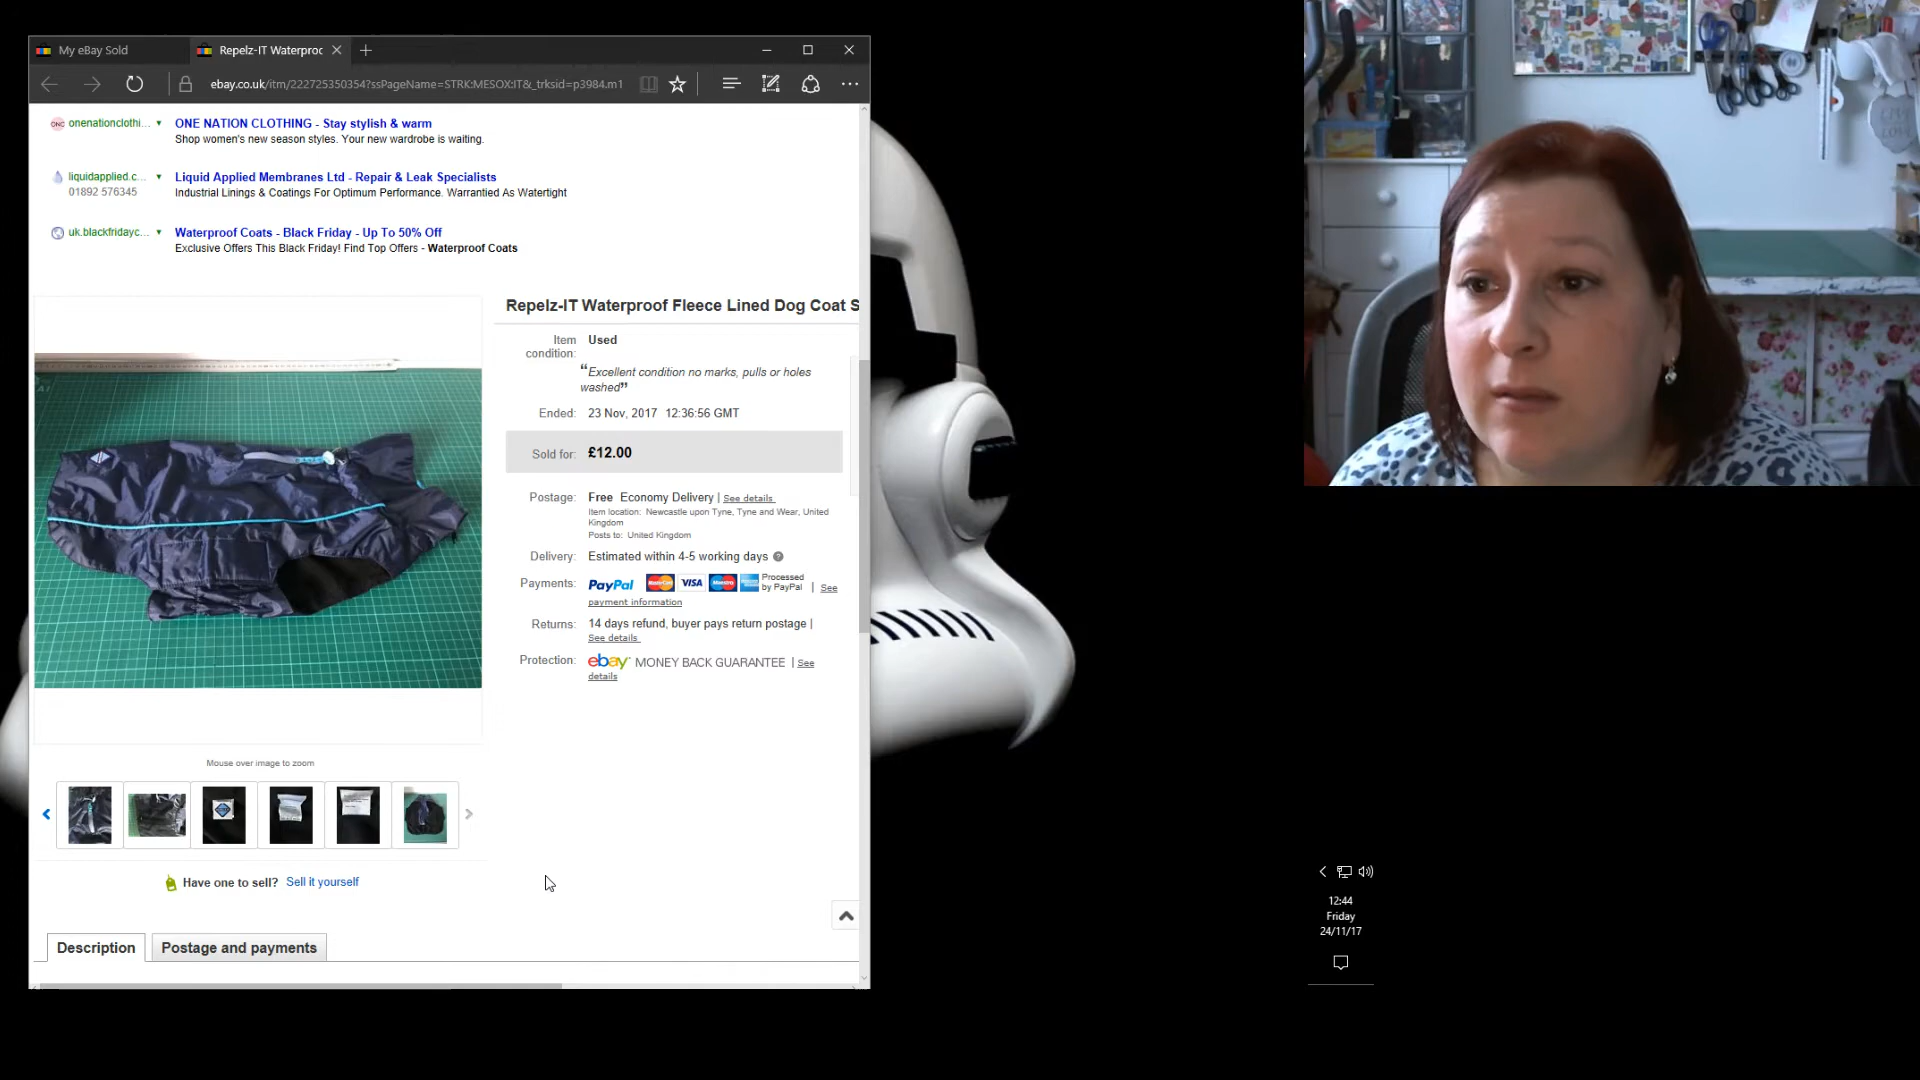 My eBay Sold
Repelz-IT Waterproc
ebay.co.uk/itm/222725350354?ssPageName=STRK:MESOX:IT&_trksid=p3984.m1
ONC onenationclothi... ONE NATION CLOTHING - Stay stylish & warm
Shop women's new season styles. Your new wardrobe is waiting.
liquidapplied.c... Liquid Applied Membranes Ltd - Repair & Leak Specialists
01892 576345 Industrial Linings & Coatings For Optimum Performance. Warrantied As Watertight
uk.blackfridayc... Waterproof Coats - Black Friday - Up To 50% Off
Exclusive Offers This Black Friday! Find Top Offers - Waterproof Coats
Repelz-IT Waterproof Fleece Lined Dog Coat S
Item condition: Used
“Excellent condition no marks, pulls or holes
washed”
Ended: 23 Nov, 2017 12:36:56 GMT
Sold for: £12.00
Postage: Free Economy Delivery | See details
Item location: Newcastle upon Tyne, Tyne and Wear, United
Kingdom
Posts to: United Kingdom
Delivery: Estimated within 4-5 working days ?
Payments: PayPal MasterCard VISA Maestro Processed by PayPal | See
payment information
Returns: 14 days refund, buyer pays return postage |
See details
Protection: ebay MONEY BACK GUARANTEE | See
details
Mouse over image to zoom
Have one to sell? Sell it yourself
Description
Postage and payments
12:44
Friday
24/11/17